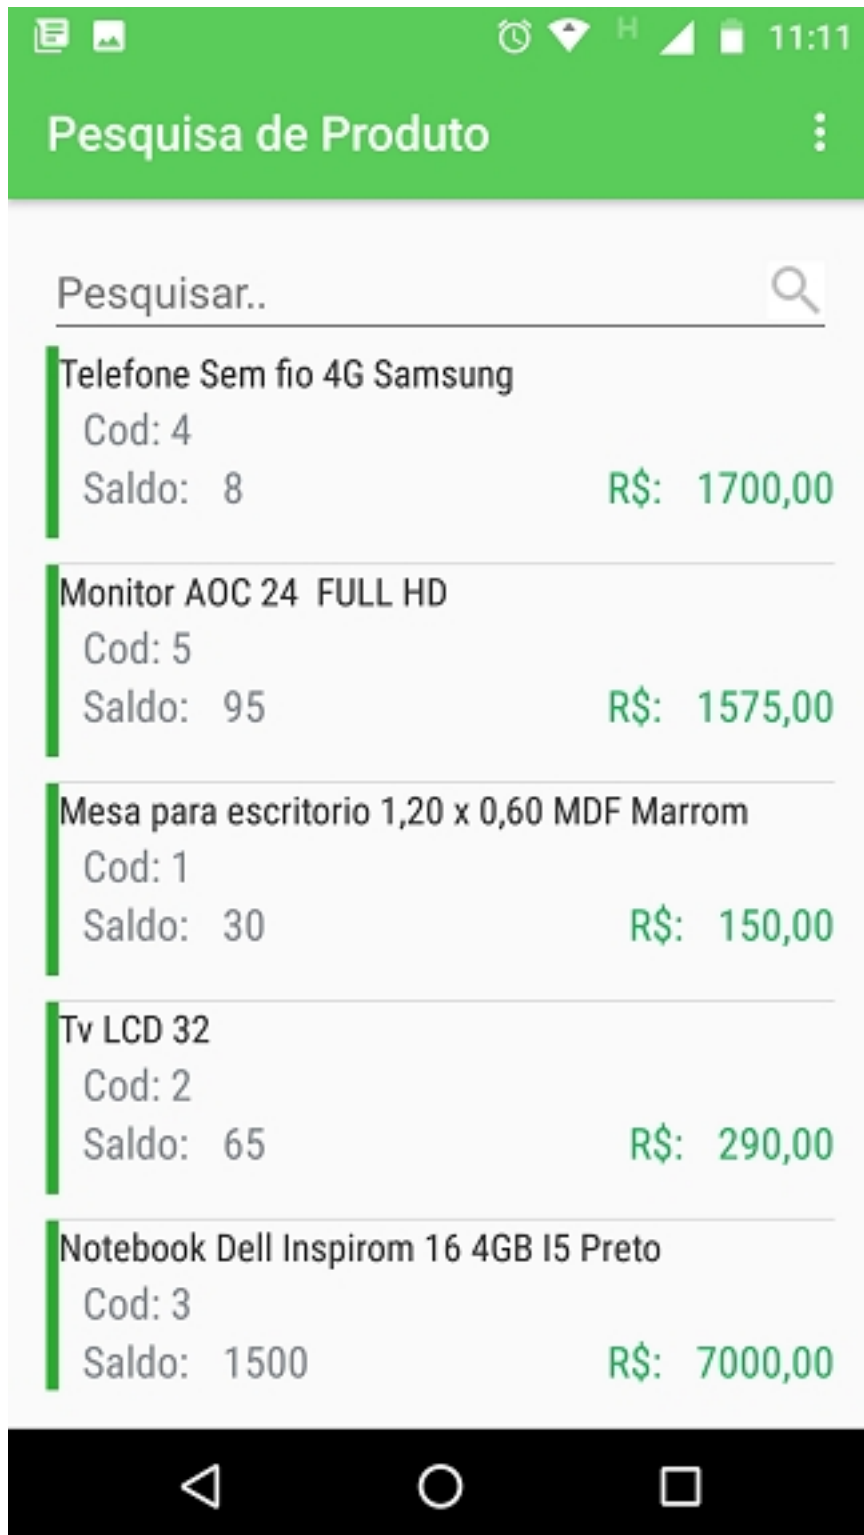 H 11:11
Pesquisa de Produto
Pesquisar..
Telefone Sem fio 4G Samsung
Cod: 4
Saldo: 8 R$: 1700,00
Monitor AOC 24  FULL HD
Cod: 5
Saldo: 95 R$: 1575,00
Mesa para escritorio 1,20 x 0,60 MDF Marrom
Cod: 1
Saldo: 30 R$: 150,00
Tv LCD 32
Cod: 2
Saldo: 65 R$: 290,00
Notebook Dell Inspirom 16 4GB I5 Preto
Cod: 3
Saldo: 1500 R$: 7000,00